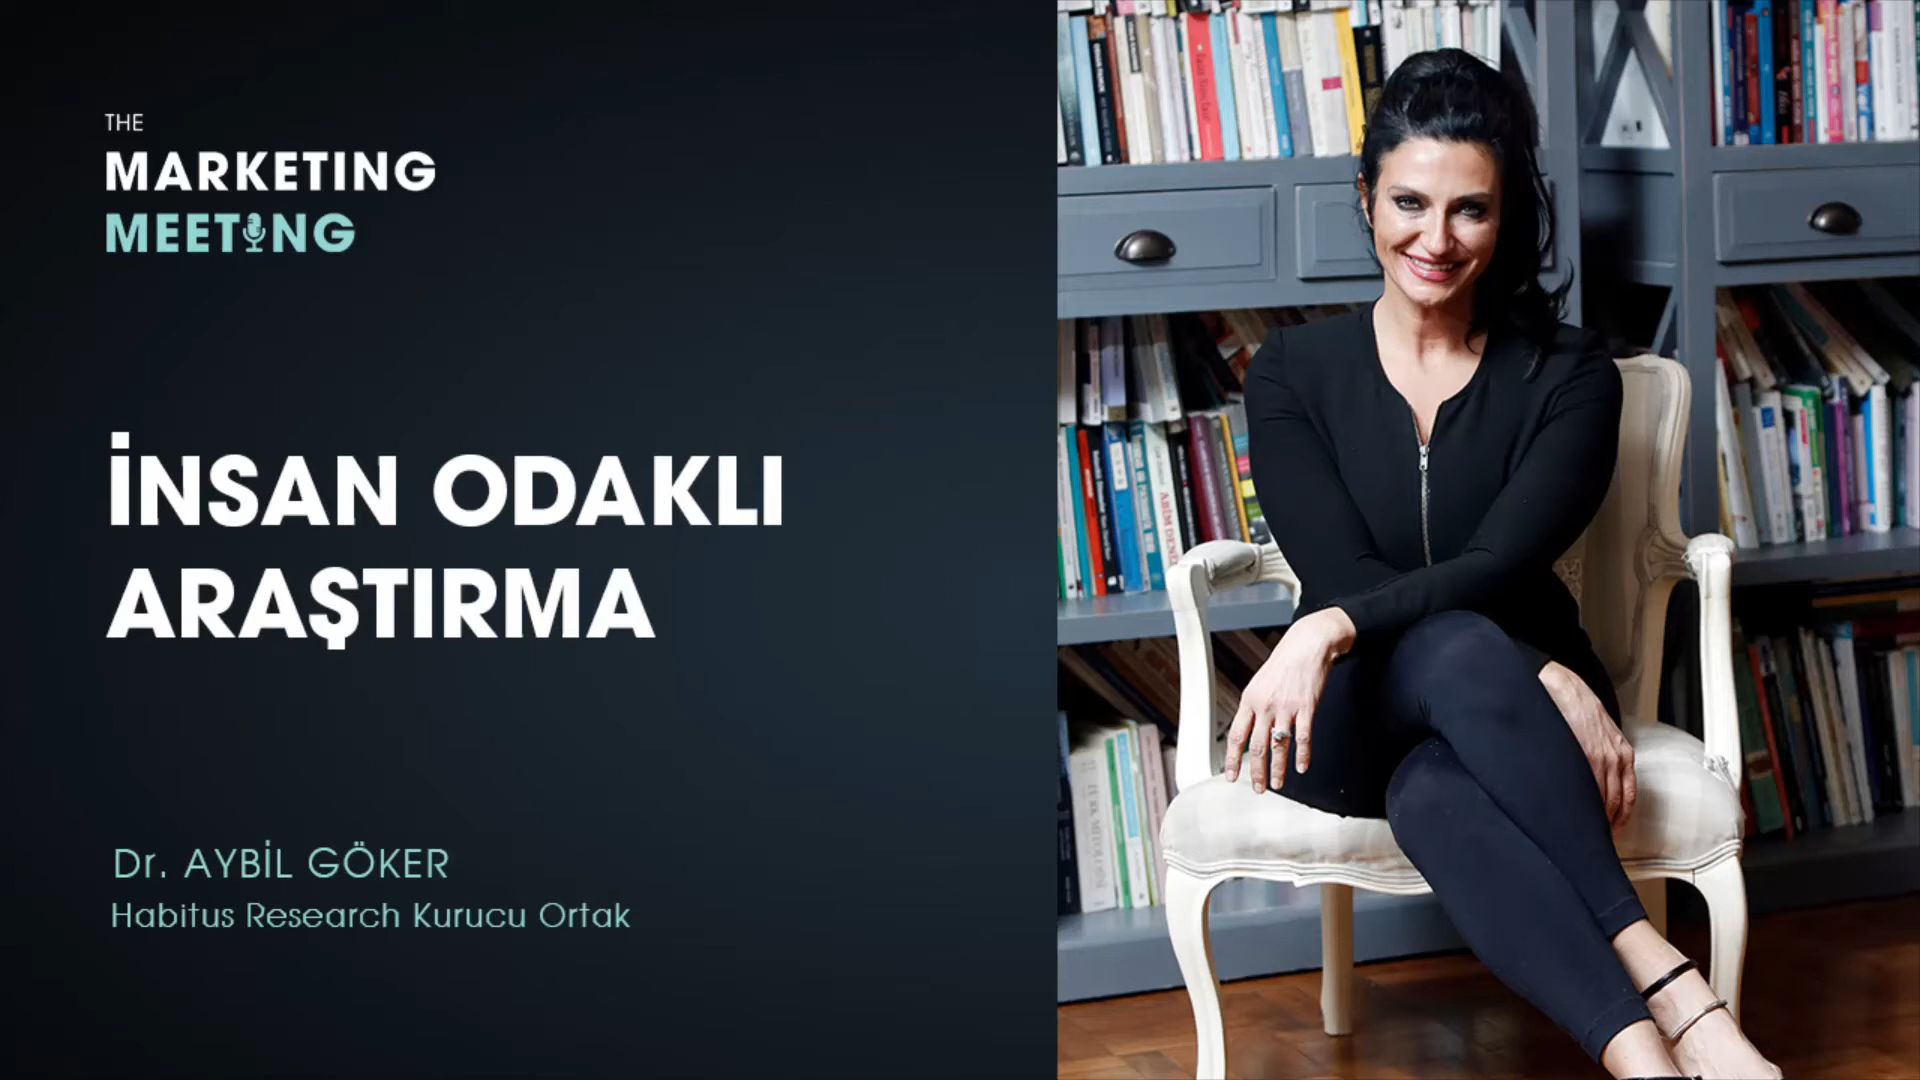 THE
MARKETING
MEETING
İNSAN ODAKLI
ARAŞTIRMA
Dr. AYBİL GÖKER
Habitus Research Kurucu Ortak